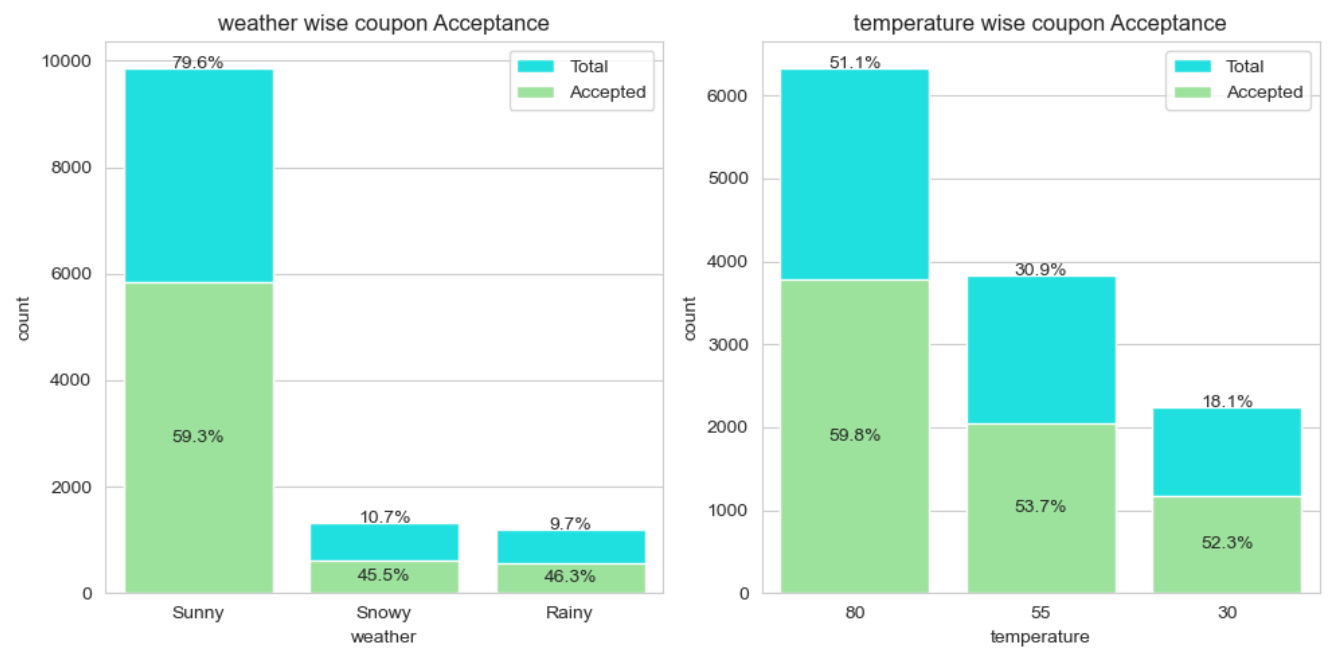 weather wise coupon Acceptance
10000
8000
6000
4000
2000
0
count
79.6%
59.3%
10.7%
45.5%
9.7%
46.3%
Total
Accepted
Sunny
Snowy
Rainy
weather
temperature wise coupon Acceptance
6000
5000
4000
3000
2000
1000
0
count
51.1%
59.8%
30.9%
53.7%
18.1%
52.3%
Total
Accepted
80
55
30
temperature